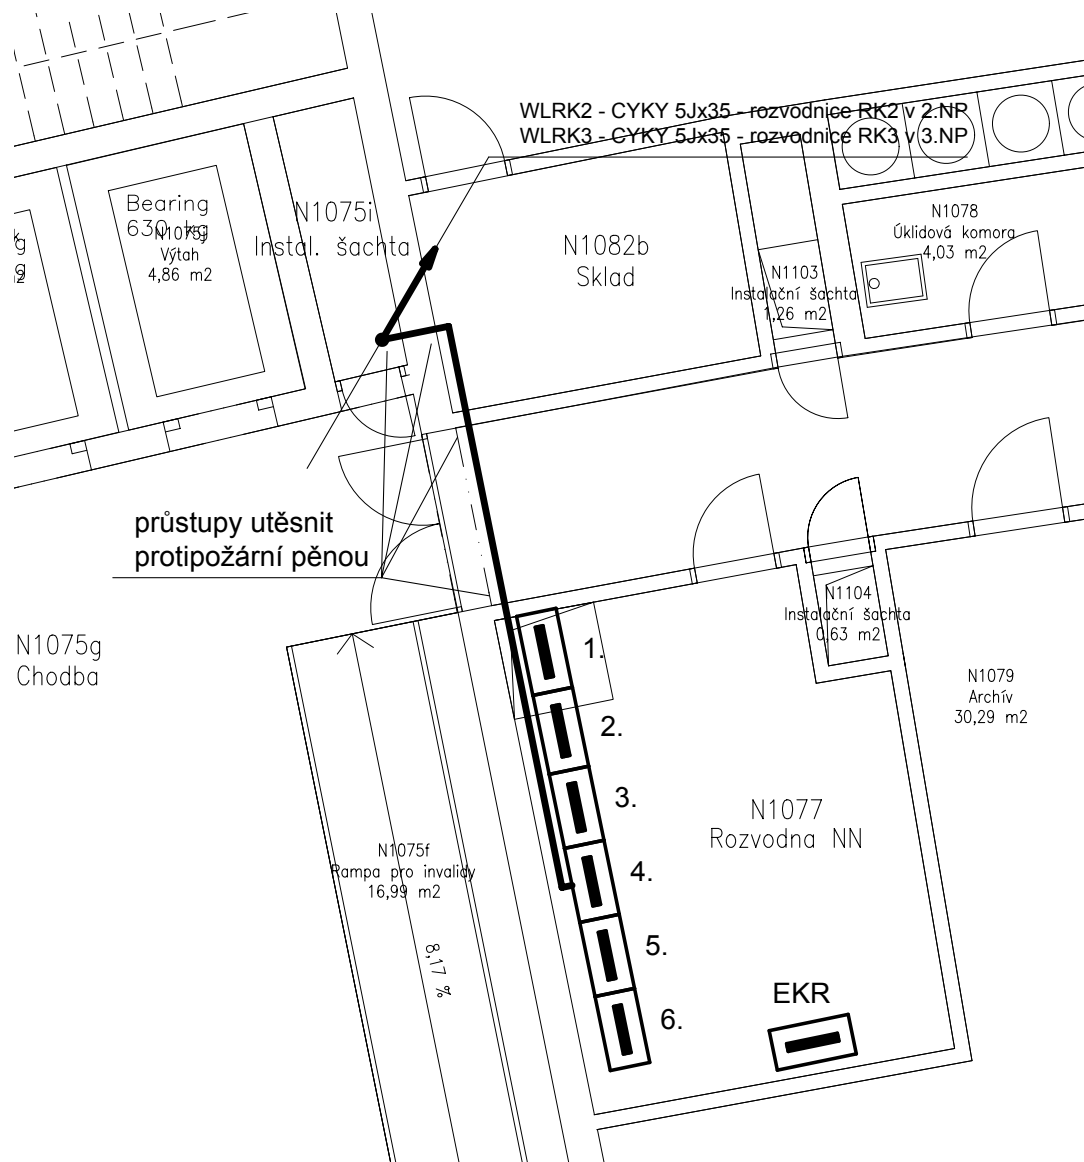 WLRK2 - CYKY 5Jx35 - rozvodnice RK2 v 2.NP
WLRK3 - CYKY 5Jx35 - rozvodnice RK3 v 3.NP
Bearing
630 kg
N1075j
Výtah
4,86 m2
N1075i
Instal. šachta
N1082b
Sklad
N1078
Úklidová komora
4,03 m2
N1103
Instalační šachta
1,26 m2
průstupy utěsnit
protipožární pěnou
N1104
Instalační šachta
0,63 m2
N1075g
Chodba
N1079
Archív
30,29 m2
1.
2.
3.
4.
5.
6.
N1077
Rozvodna NN
N1075f
Rampa pro invalidy
16,99 m2
8,17 %
EKR